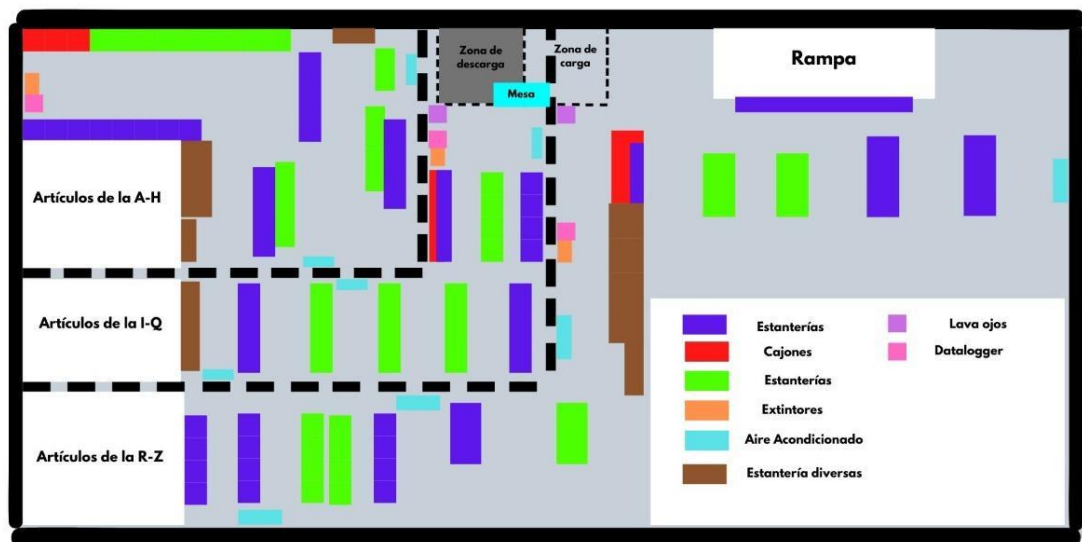 Zona de
descarga
Zona de
carga
Rampa
Mesa
Artículos de la A-H
Artículos de la I-Q
Artículos de la R-Z
Estanterías
Cajones
Estanterías
Extintores
Aire Acondicionado
Estantería diversas
Lava ojos
Datalogger